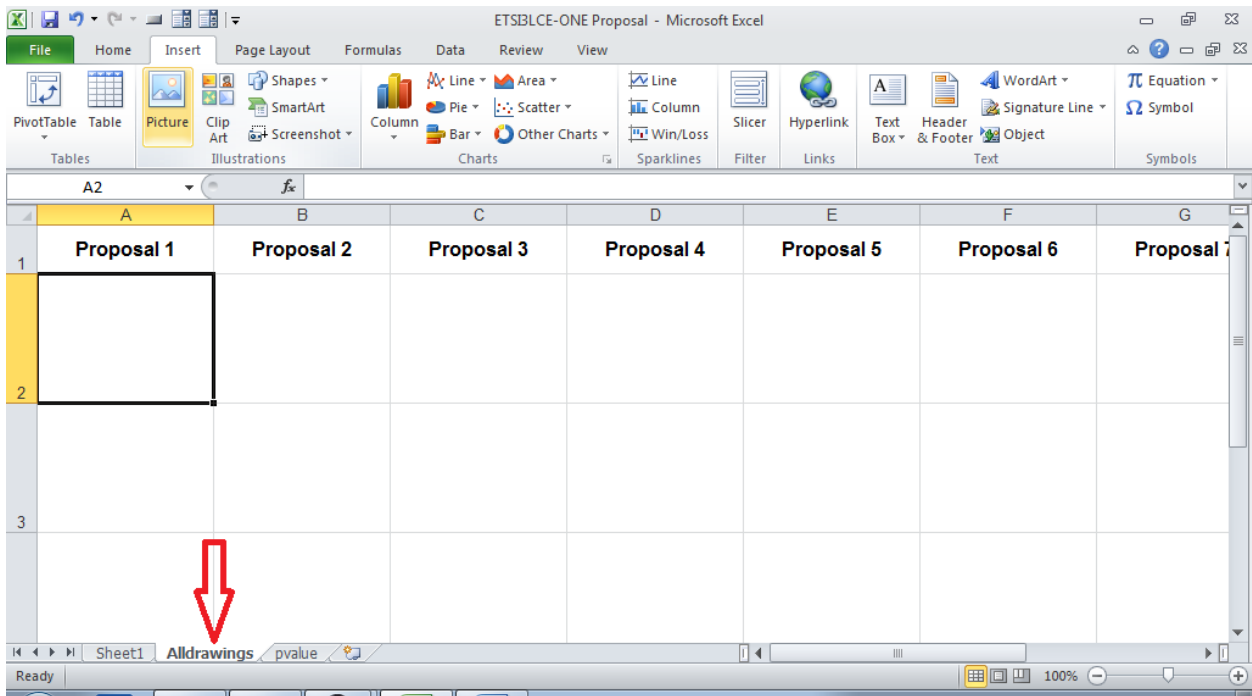 ETSI3LCE-ONE Proposal - Microsoft Excel
File Home Insert Page Layout Formulas Data Review View
PivotTable Table Picture Clip Art Shapes SmartArt Screenshot Column Line Pie Bar Area Scatter Other Charts Line Column Win/Loss Slicer Hyperlink Text Box Header & Footer WordArt Signature Line Object Equation Symbol
Tables Illustrations Charts Sparklines Filter Links Text Symbols
A2 fx
A B C D E F G
1 Proposal 1 Proposal 2 Proposal 3 Proposal 4 Proposal 5 Proposal 6 Proposal 7
2
3
Sheet1 Alldrawings pvalue
Ready 100%